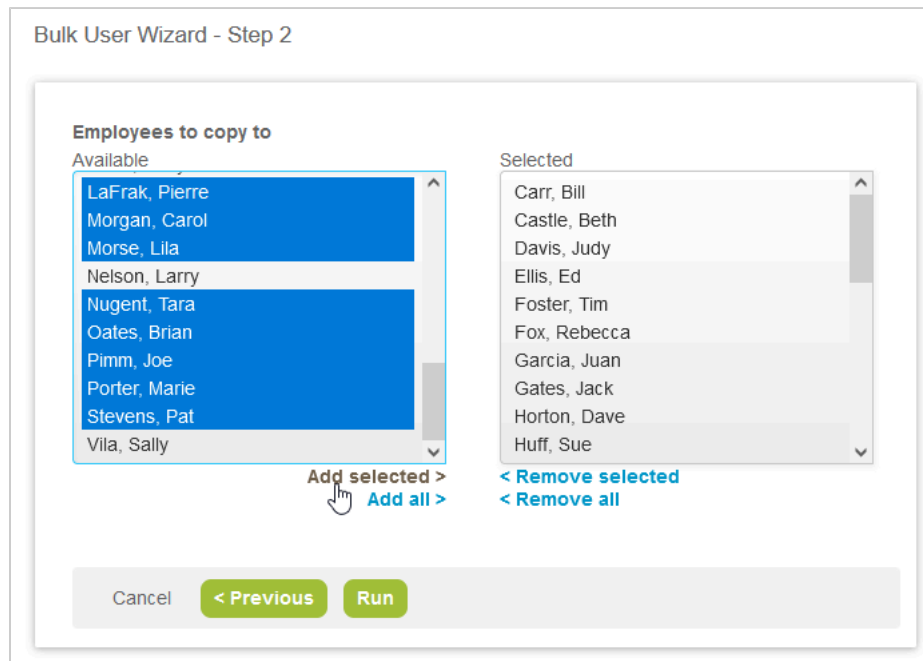 Bulk User Wizard - Step 2
Employees to copy to
Available
LaFrak, Pierre
Morgan, Carol
Morse, Lila
Nelson, Larry
Nugent, Tara
Oates, Brian
Pimm, Joe
Porter, Marie
Stevens, Pat
Vila, Sally
Add selected >
Add all >
Selected
Carr, Bill
Castle, Beth
Davis, Judy
Ellis, Ed
Foster, Tim
Fox, Rebecca
Garcia, Juan
Gates, Jack
Horton, Dave
Huff, Sue
< Remove selected
< Remove all
Cancel
< Previous
Run